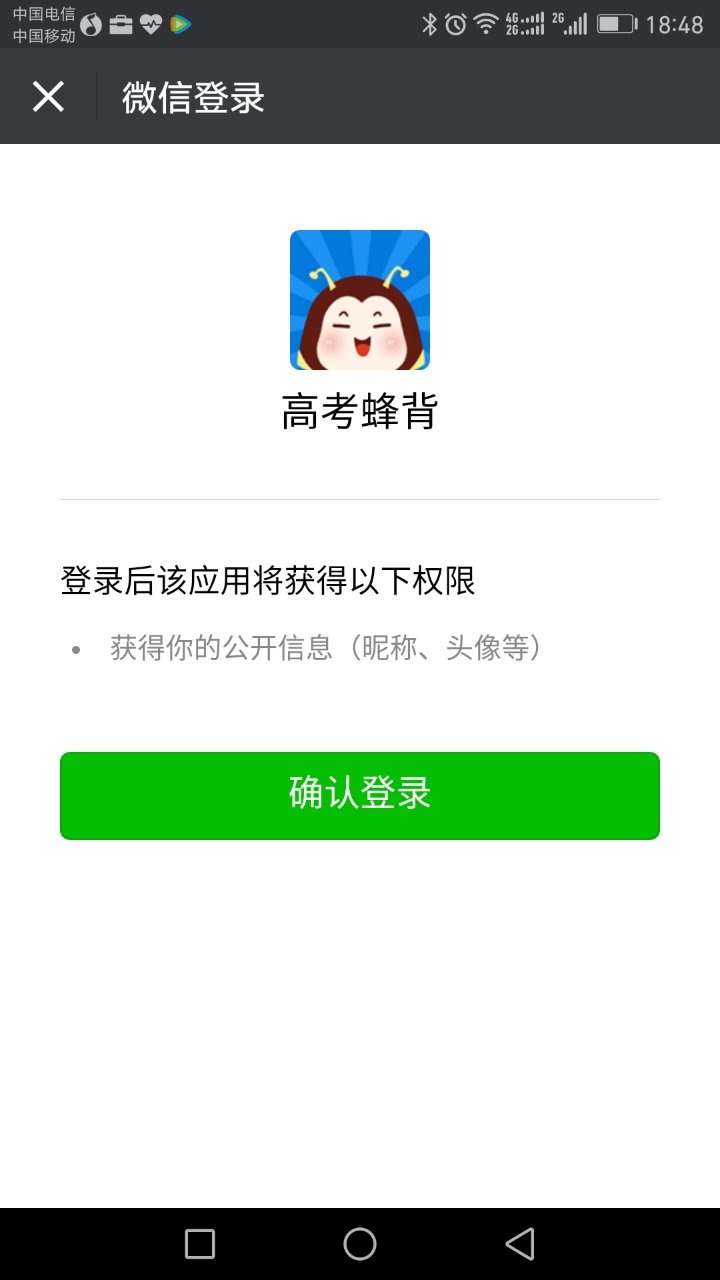 中国电信
中国移动
4G
2G
2G
18:48
微信登录
高考蜂背
登录后该应用将获得以下权限
• 获得你的公开信息（昵称、头像等）
确认登录